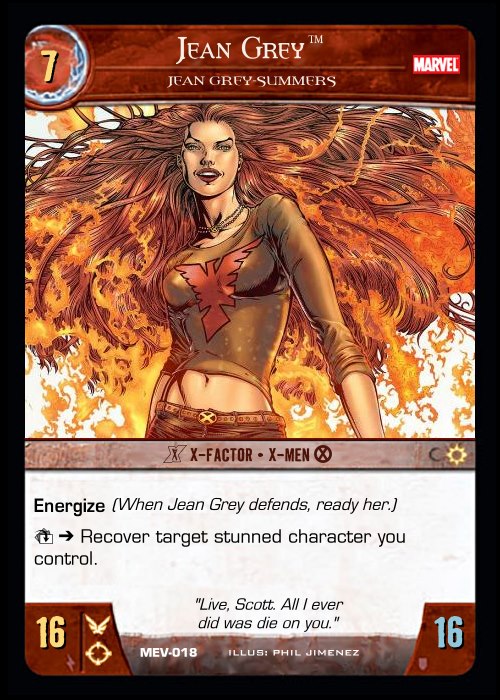 7
JEAN GREY™
MARVEL
JEAN GREY-SUMMERS
X-FACTOR • X-MEN
C
Energize (When Jean Grey defends, ready her.)
➔ Recover target stunned character you
control.
"Live, Scott. All I ever
did was die on you."
16
16
MEV-018 ILLUS: PHIL JIMENEZ